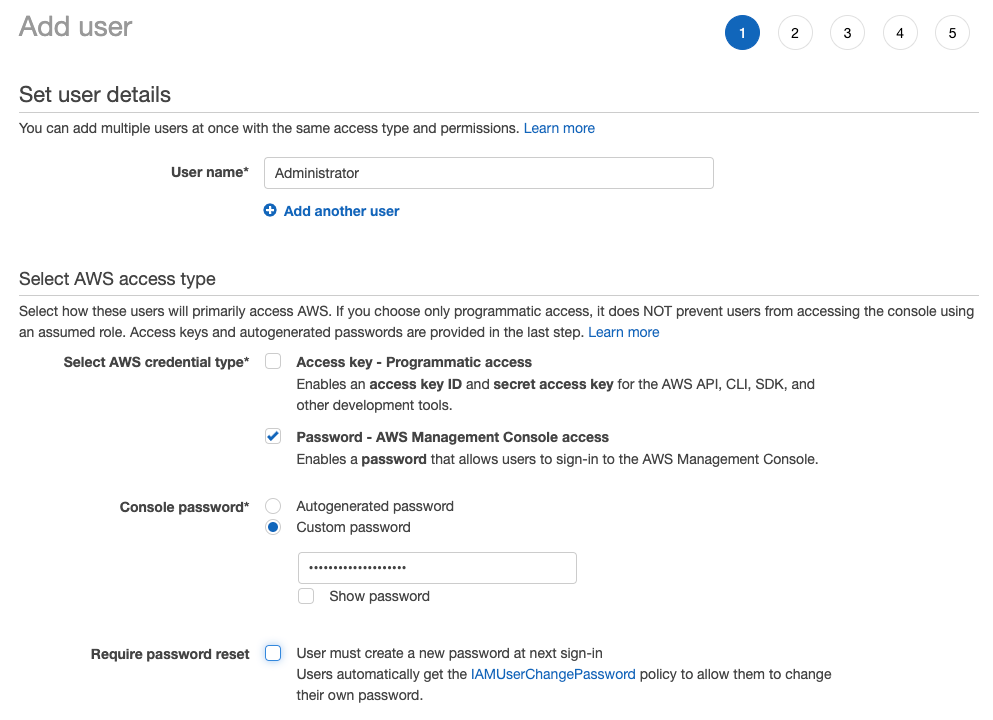 Add user
1 2 3 4 5
Set user details
You can add multiple users at once with the same access type and permissions. Learn more
User name* Administrator
Add another user
Select AWS access type
Select how these users will primarily access AWS. If you choose only programmatic access, it does NOT prevent users from accessing the console using
an assumed role. Access keys and autogenerated passwords are provided in the last step. Learn more
Select AWS credential type* Access key - Programmatic access
Enables an access key ID and secret access key for the AWS API, CLI, SDK, and
other development tools.
Password - AWS Management Console access
Enables a password that allows users to sign-in to the AWS Management Console.
Console password* Autogenerated password
Custom password
••••••••••••••••••••
Show password
Require password reset User must create a new password at next sign-in
Users automatically get the IAMUserChangePassword policy to allow them to change
their own password.